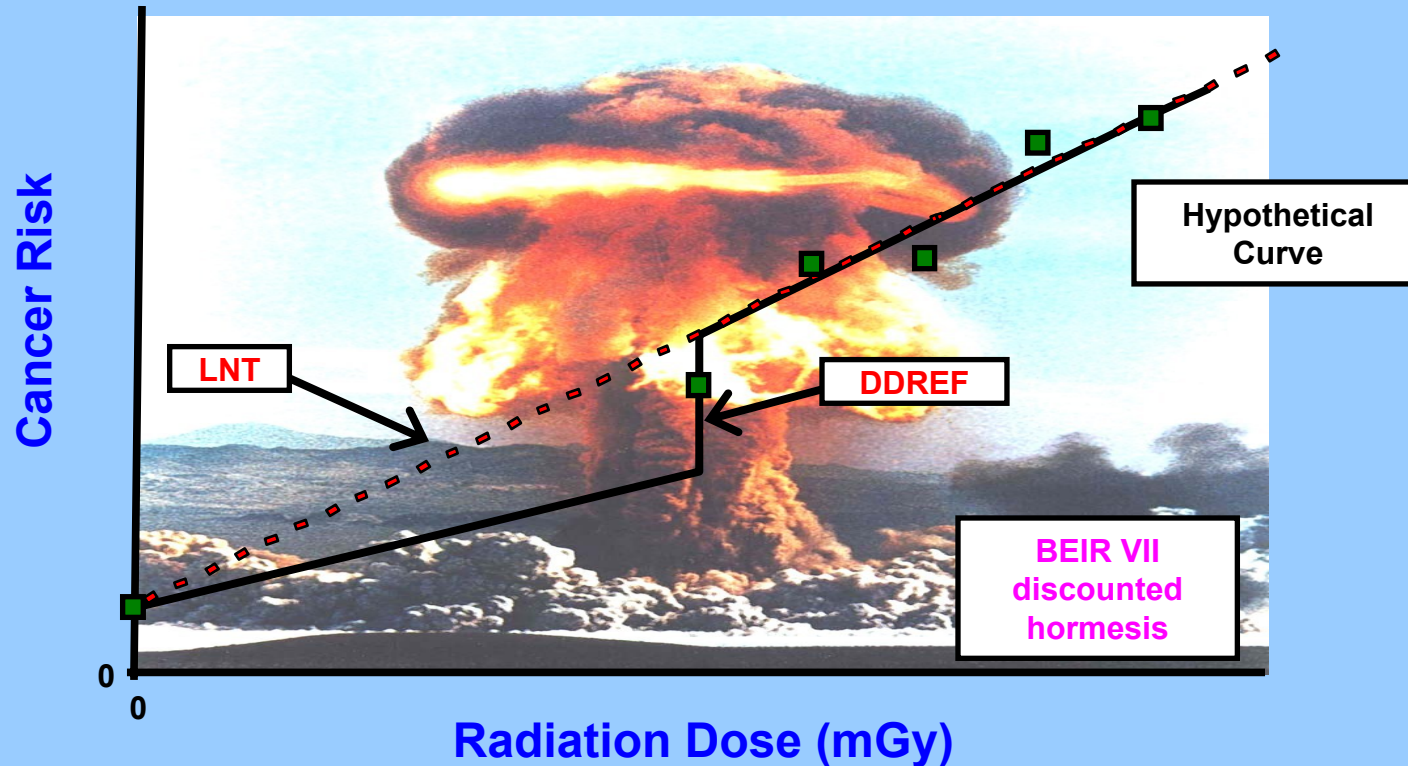 Cancer Risk
LNT
DDREF
Hypothetical
Curve
BEIR VII
discounted
hormesis
0
0
Radiation Dose (mGy)